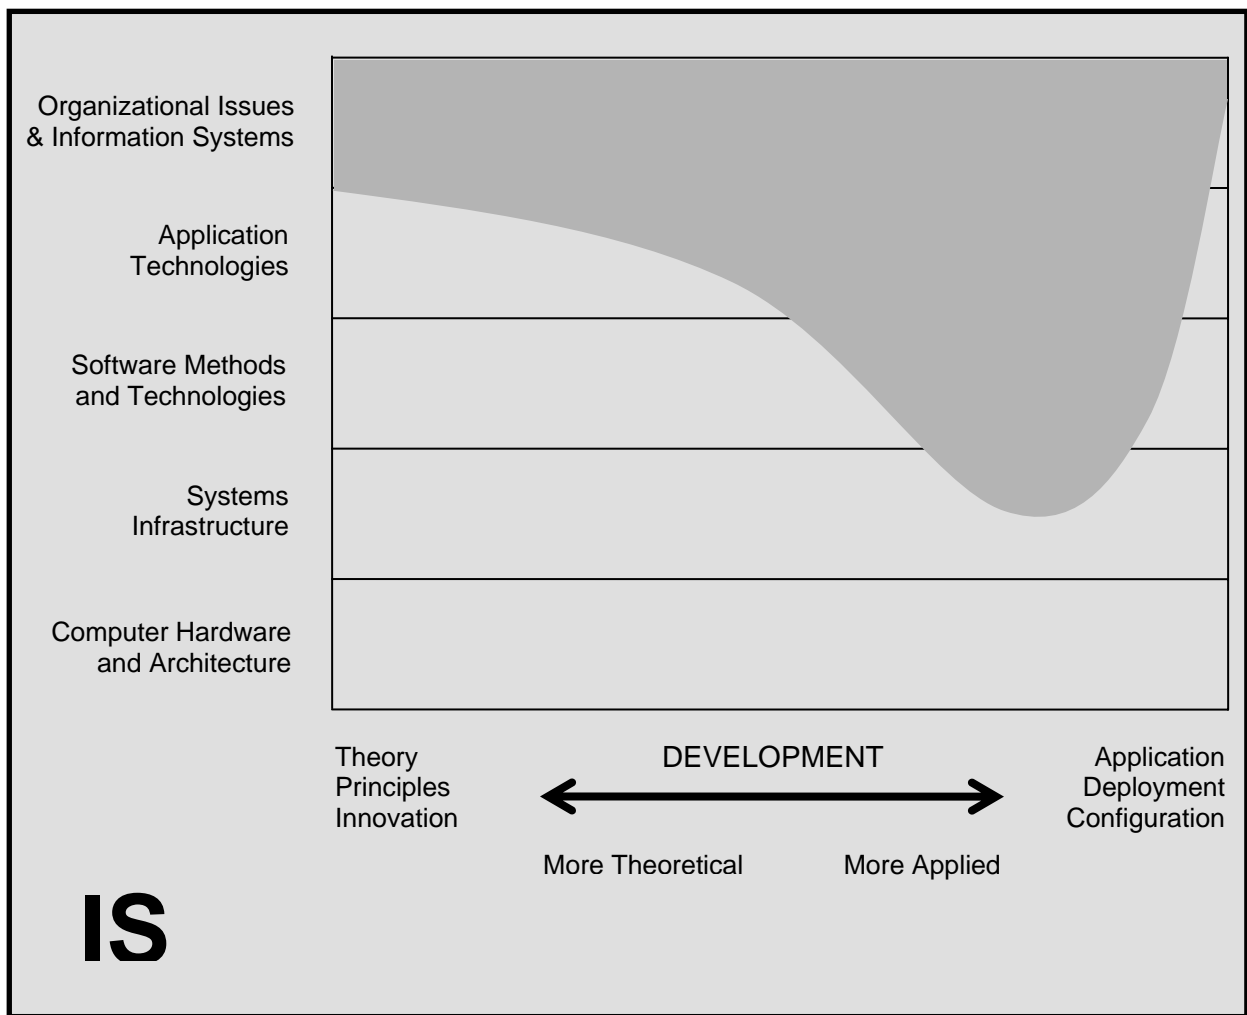 Organizational Issues
& Information Systems
Application
Technologies
Software Methods
and Technologies
Systems
Infrastructure
Computer Hardware
and Architecture
Theory
Principles
Innovation
DEVELOPMENT
Application
Deployment
Configuration
More Theoretical
More Applied
IS